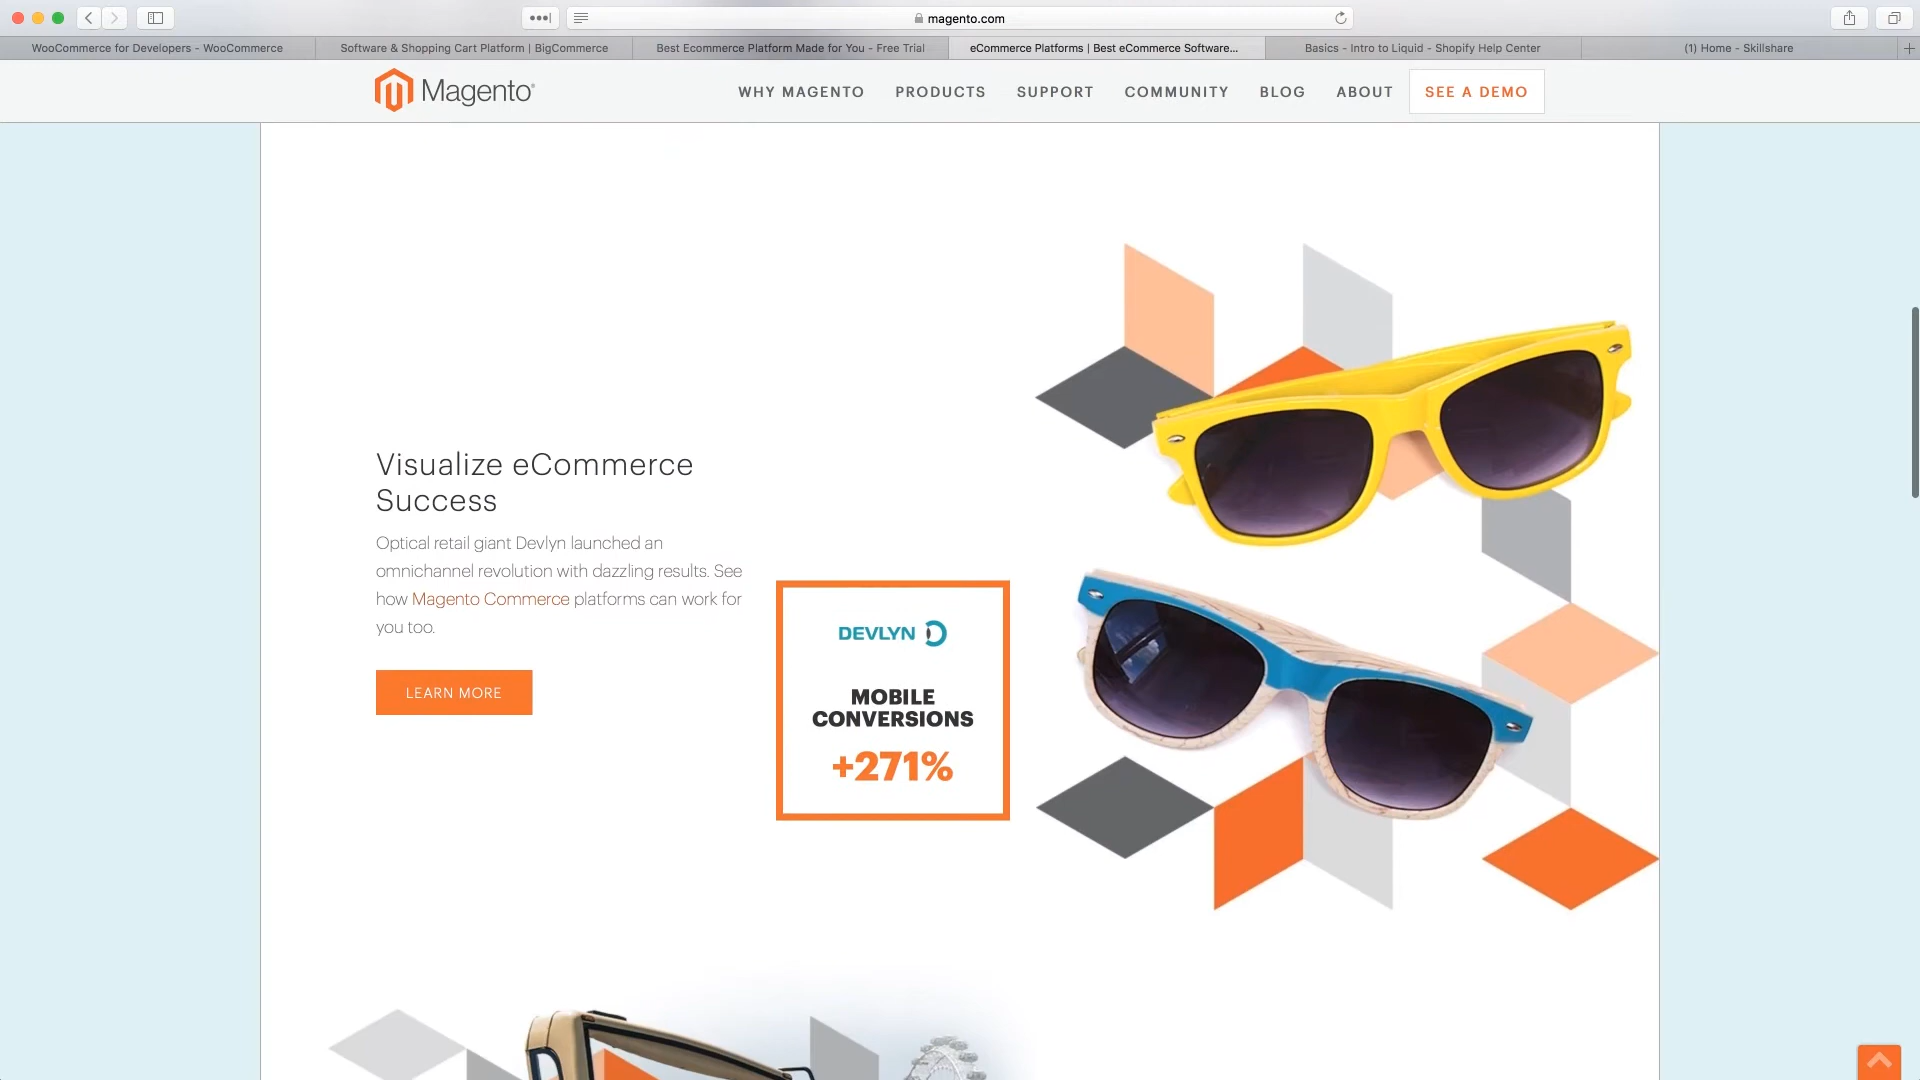 magento.com
WooCommerce for Developers - WooCommerce
Software & Shopping Cart Platform | BigCommerce
Best Ecommerce Platform Made for You - Free Trial
eCommerce Platforms | Best eCommerce Software...
Basics - Intro to Liquid - Shopify Help Center
(1) Home - Skillshare
Magento®
WHY MAGENTO
PRODUCTS
SUPPORT
COMMUNITY
BLOG
ABOUT
SEE A DEMO
Visualize eCommerce
Success
Optical retail giant Devlyn launched an
omnichannel revolution with dazzling results. See
how Magento Commerce platforms can work for
you too.
LEARN MORE
DEVLYN
MOBILE
CONVERSIONS
+271%